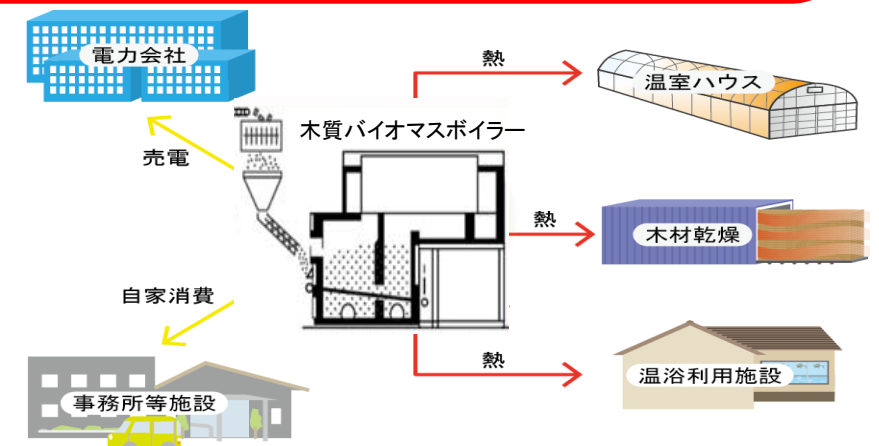 電力会社
熱
温室ハウス
木質バイオマスボイラー
売電
熱
木材乾燥
自家消費
熱
温浴利用施設
事務所等施設